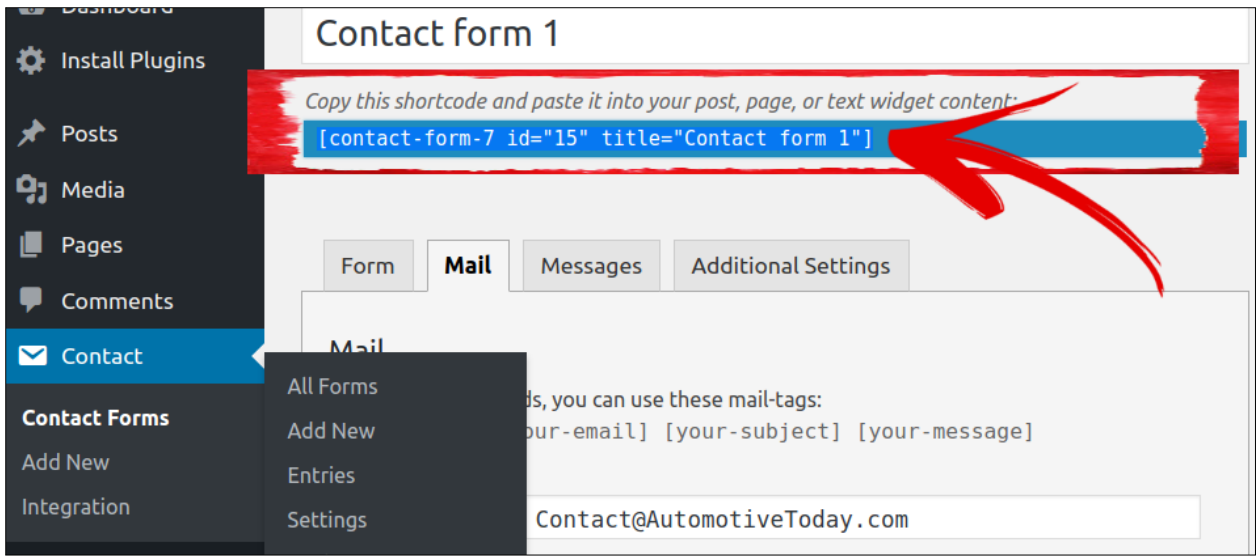 Dashboard
Install Plugins
Posts
Media
Pages
Comments
Contact
Contact Forms
Add New
Integration
All Forms
Add New
Entries
Settings
Contact form 1
Copy this shortcode and paste it into your post, page, or text widget content:
[contact-form-7 id="15" title="Contact form 1"]
Form
Mail
Messages
Additional Settings
Mail
you can use these mail-tags:
[your-subject] [your-message]
Contact@AutomotiveToday.com